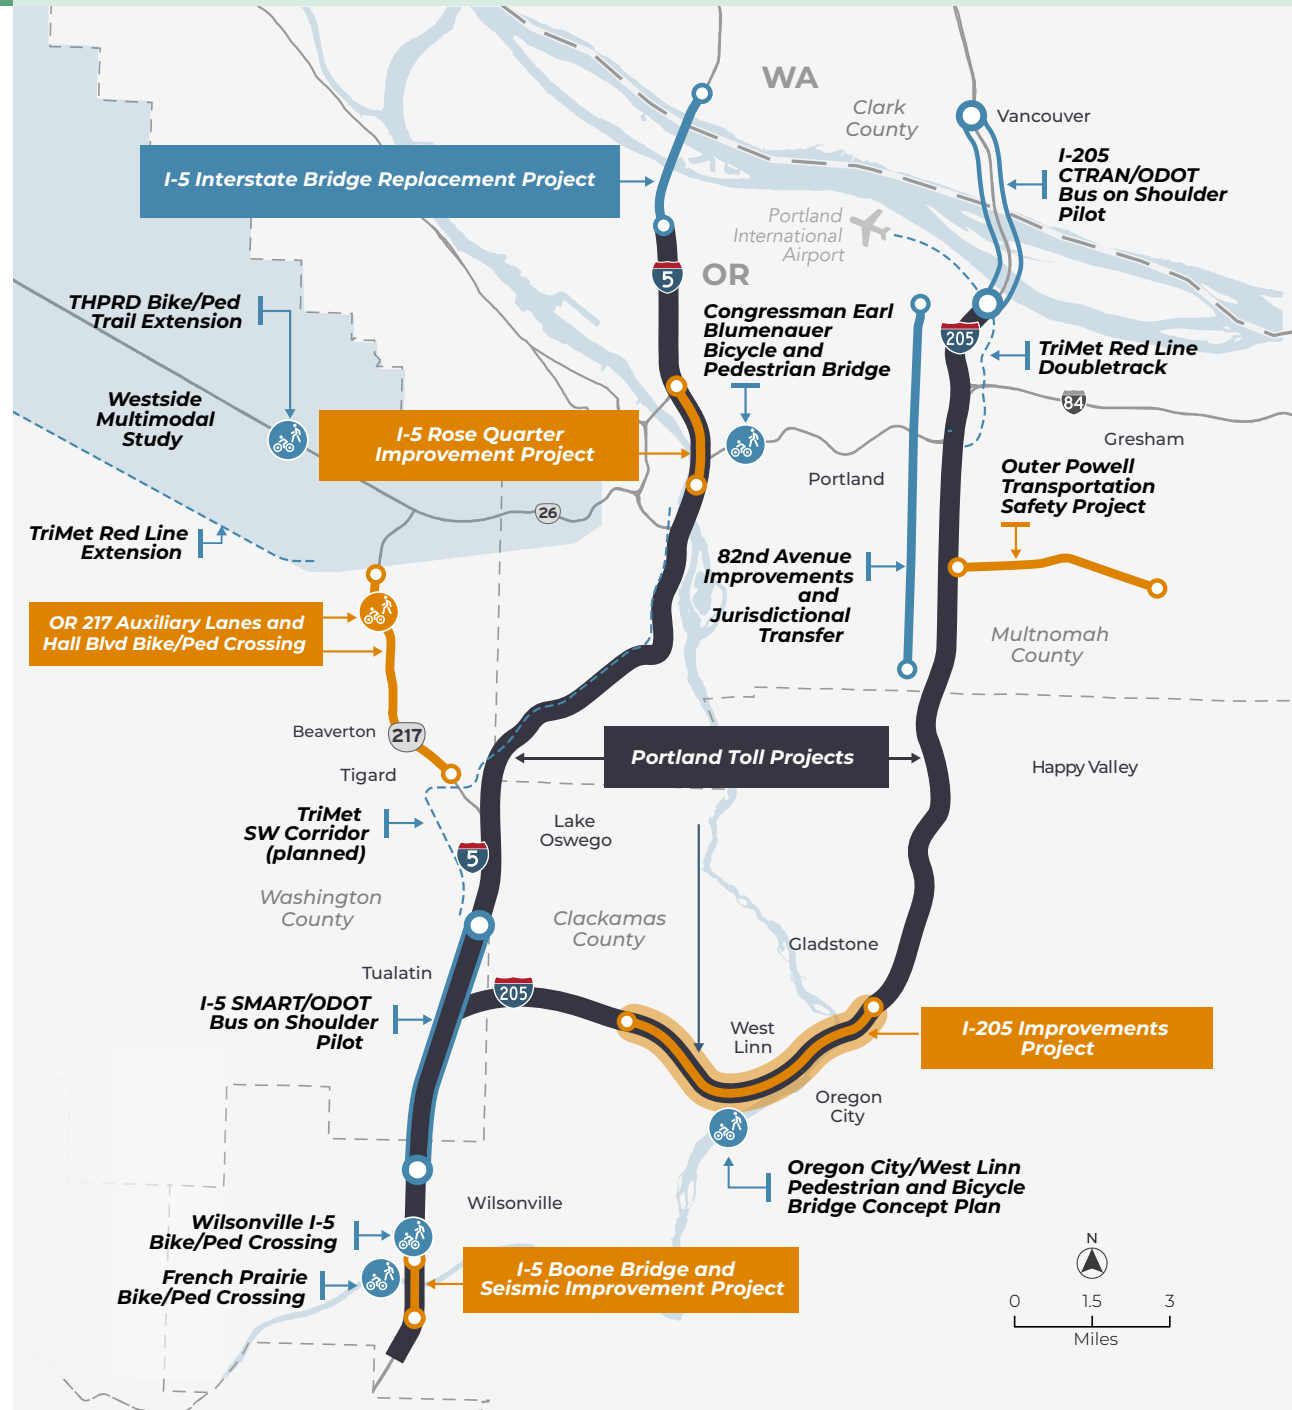 WA
Clark
County
Vancouver
I-5 Interstate Bridge Replacement Project
I-205
CTRAN/ODOT
Bus on Shoulder
Pilot
Portland
International
Airport
5
OR
THPRD Bike/Ped
Trail Extension
Congressman Earl
Blumenauer
Bicycle and
Pedestrian Bridge
205
TriMet Red Line
Doubletrack
84
Westside
Multimodal
Study
I-5 Rose Quarter
Improvement Project
Gresham
Portland
Outer Powell
Transportation
Safety Project
26
TriMet Red Line
Extension
82nd Avenue
Improvements
and
Jurisdictional
Transfer
OR 217 Auxiliary Lanes and
Hall Blvd Bike/Ped Crossing
Multnomah
County
Beaverton
217
Tigard
Portland Toll Projects
Happy Valley
TriMet
SW Corridor
(planned)
Lake
Oswego
5
Washington
County
Clackamas
County
Gladstone
Tualatin
205
I-5 SMART/ODOT
Bus on Shoulder
Pilot
West
Linn
I-205 Improvements
Project
Oregon
City
Oregon City/West Linn
Pedestrian and Bicycle
Bridge Concept Plan
Wilsonville
Wilsonville I-5
Bike/Ped Crossing
French Prairie
Bike/Ped Crossing
I-5 Boone Bridge and
Seismic Improvement Project
N
0 1.5 3
Miles